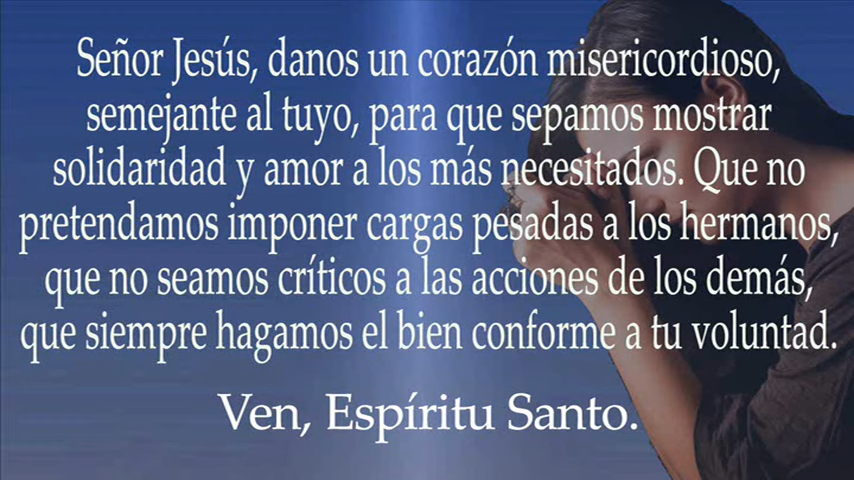 Señor Jesús, danos un corazón misericordioso,
semejante al tuyo, para que sepamos mostrar
solidaridad y amor a los más necesitados. Que no
pretendamos imponer cargas pesadas a los hermanos,
que no seamos críticos a las acciones de los demás,
que siempre hagamos el bien conforme a tu voluntad.
Ven, Espíritu Santo.